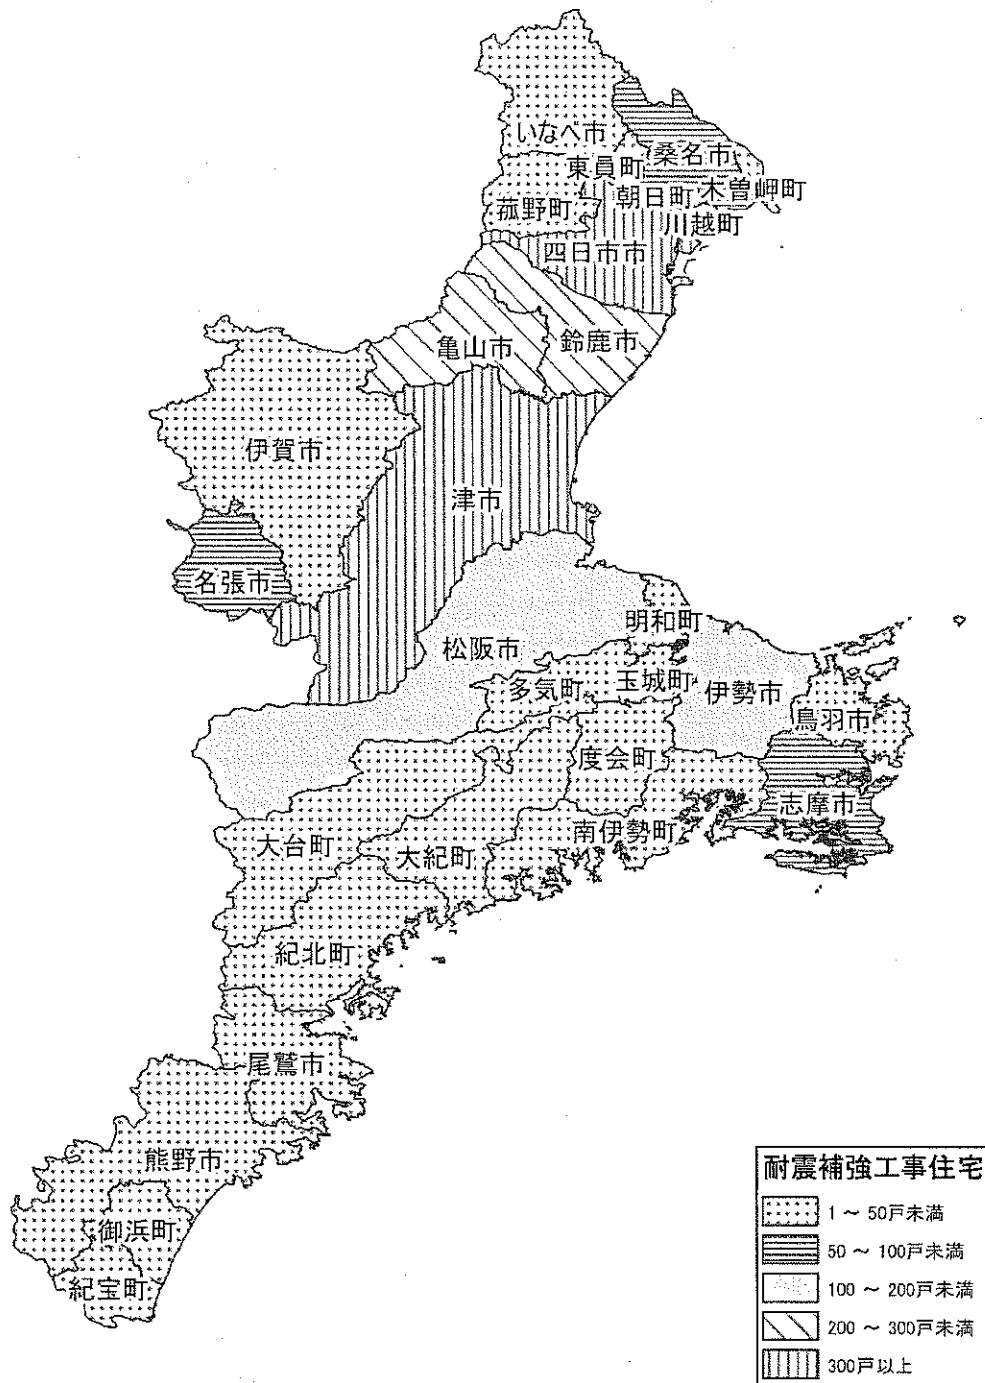 いなべ市
桑名市
東員町
木曽岬町
朝日町
菰野町
川越町
四日市市
鈴鹿市
亀山市
伊賀市
津市
名張市
明和町
松阪市
玉城町
多気町
伊勢市
鳥羽市
度会町
志摩市
南伊勢町
大台町
大紀町
紀北町
尾鷲市
熊野市
御浜町
紀宝町
耐震補強工事住宅
1 ~ 50戸未満
50 ~ 100戸未満
100 ~ 200戸未満
200 ~ 300戸未満
300戸以上